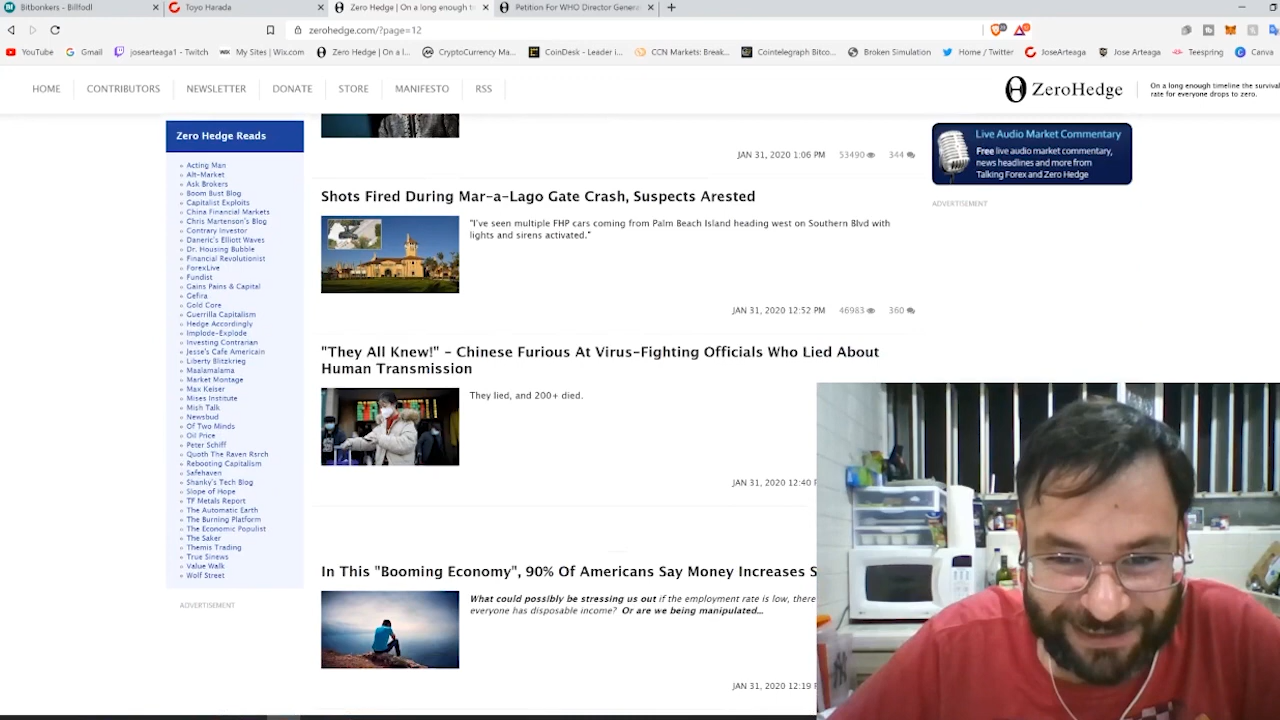 Bitbonkers - Billfodl
Toyo Harada
Zero Hedge | On a long enough t
Petition For WHO Director Genera
zerohedge.com/?page=12
YouTube
Gmail
josearteaga1 - Twitch
My Sites | Wix.com
Zero Hedge | On a l...
CryptoCurrency Ma...
CoinDesk - Leader i...
CCN Markets: Break...
Cointelegraph Bitco...
Broken Simulation
Home / Twitter
JoseArteaga
Jose Arteaga
Teespring
Canva
HOME
CONTRIBUTORS
NEWSLETTER
DONATE
STORE
MANIFESTO
RSS
ZeroHedge
On a long enough timeline the survival
rate for everyone drops to zero.
Zero Hedge Reads
Acting Man
Alt-Market
Ask Brokers
Boom Bust Blog
Capitalist Exploits
China Financial Markets
Chris Martenson's Blog
Contrary Investor
Daneric's Elliott Waves
Dr. Housing Bubble
Financial Revolutionist
ForexLive
Fundist
Gains Pains & Capital
Gefira
Gold Core
Guerrilla Capitalism
Hedge Accordingly
Implode-Explode
Investing Contrarian
Jesse's Cafe Americain
Liberty Blitzkrieg
Maalamalama
Market Montage
Max Keiser
Mises Institute
Mish Talk
Newsbud
Of Two Minds
Oil Price
Peter Schiff
Quoth The Raven Rsrch
Rebooting Capitalism
Safehaven
Shanky's Tech Blog
Slope of Hope
TF Metals Report
The Automatic Earth
The Burning Platform
The Economic Populist
The Saker
Themis Trading
True Sinews
Value Walk
Wolf Street
ADVERTISEMENT
JAN 31, 2020 1:06 PM 53490 344
Shots Fired During Mar-a-Lago Gate Crash, Suspects Arested
"I've seen multiple FHP cars coming from Palm Beach Island heading west on Southern Blvd with
lights and sirens activated."
JAN 31, 2020 12:52 PM 46983 360
"They All Knew!" – Chinese Furious At Virus-Fighting Officials Who Lied About
Human Transmission
They lied, and 200+ died.
JAN 31, 2020 12:40 P
In This "Booming Economy", 90% Of Americans Say Money Increases S
What could possibly be stressing us out if the employment rate is low, there
everyone has disposable income? Or are we being manipulated...
JAN 31, 2020 12:19 P
Live Audio Market Commentary
Free live audio market commentary,
news headlines and more from
Talking Forex and Zero Hedge
ADVERTISEMENT